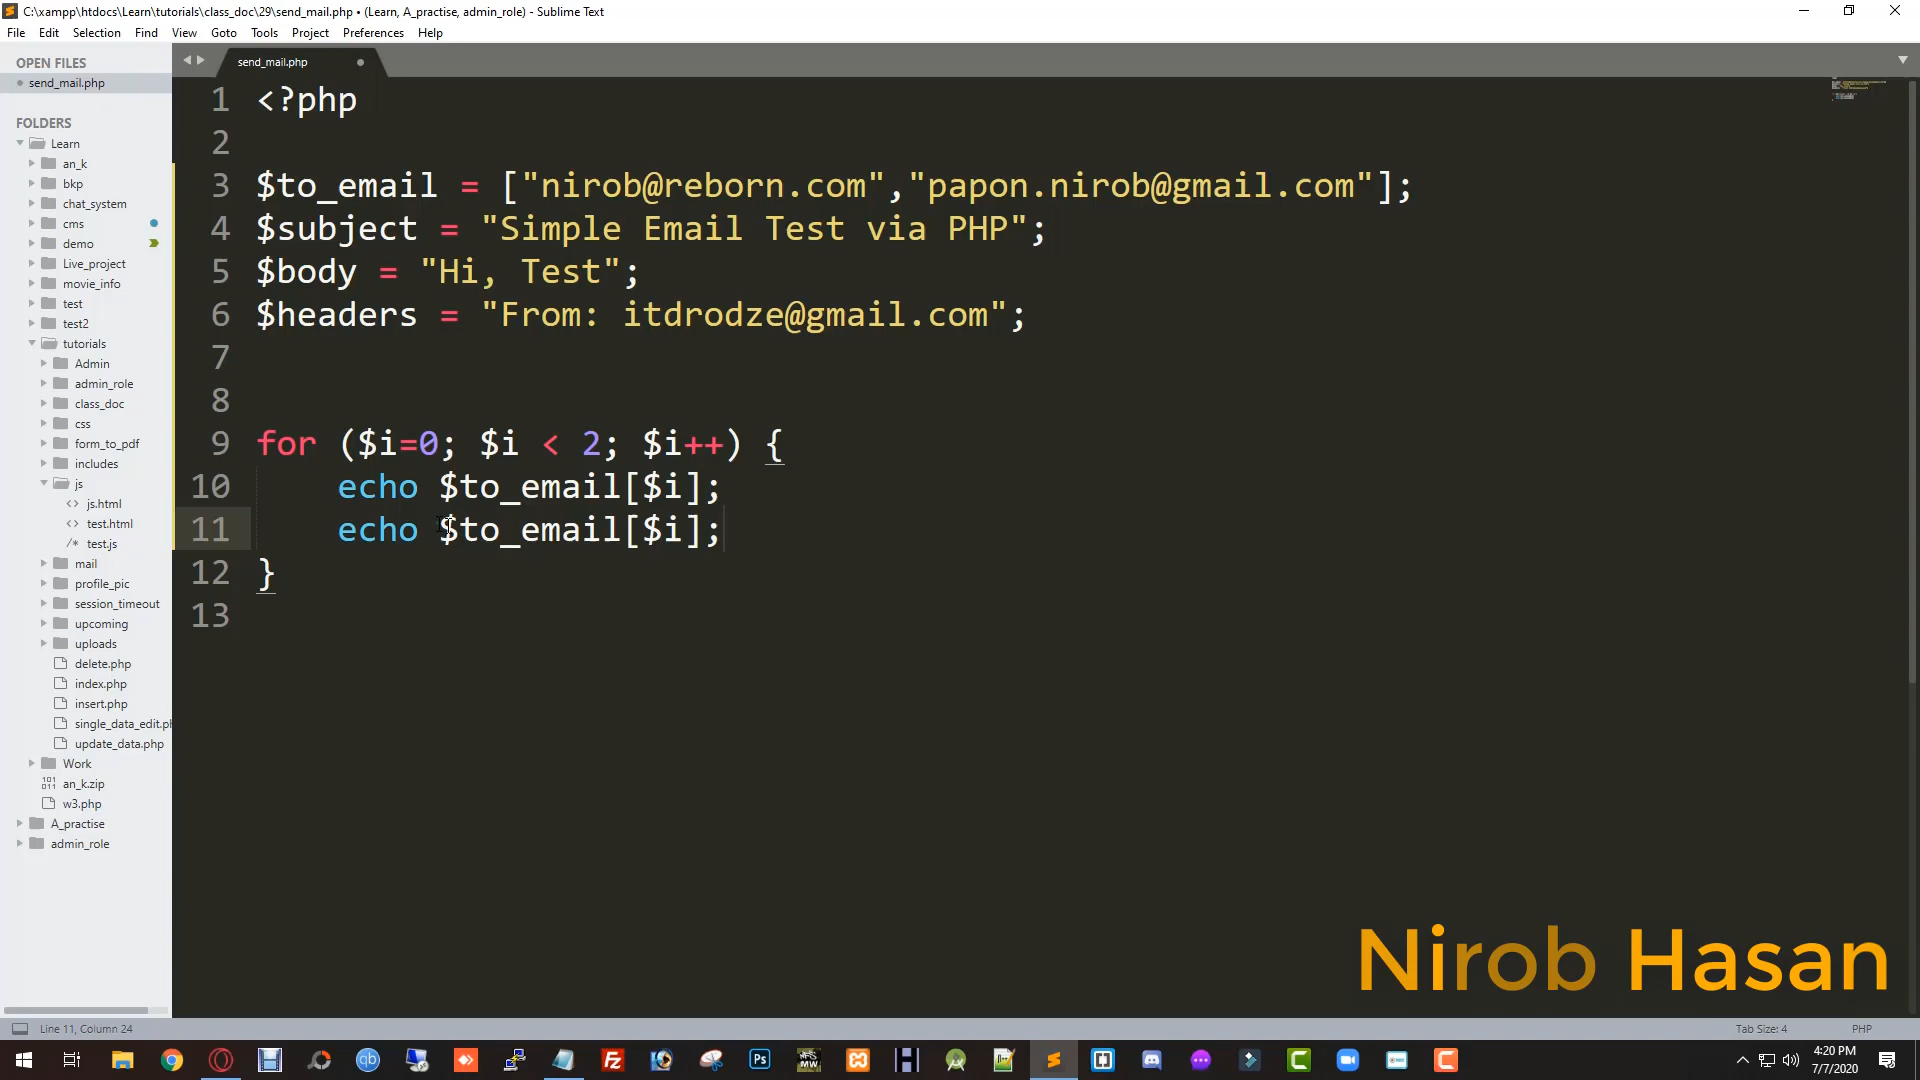 C:\xampp\htdocs\Learn\tutorials\class_doc\29\send_mail.php • (Learn, A_practise, admin_role) - Sublime Text
File Edit Selection Find View Goto Tools Project Preferences Help
OPEN FILES
send_mail.php
FOLDERS
Learn
an_k
bkp
chat_system
cms
demo
Live_project
movie_info
test
test2
tutorials
Admin
admin_role
class_doc
css
form_to_pdf
includes
js
<> js.html
<> test.html
/* test.js
mail
profile_pic
session_timeout
upcoming
uploads
delete.php
index.php
insert.php
single_data_edit.ph
update_data.php
Work
an_k.zip
w3.php
A_practise
admin_role
send_mail.php
1 <?php
2
3 $to_email = ["nirob@reborn.com","papon.nirob@gmail.com"];
4 $subject = "Simple Email Test via PHP";
5 $body = "Hi, Test";
6 $headers = "From: itdrodze@gmail.com";
7
8
9 for ($i=0; $i < 2; $i++) {
10 echo $to_email[$i];
11 echo $to_email[$i];
12 }
13
Nirob Hasan
Line 11, Column 24
Tab Size: 4
PHP
4:20 PM
7/7/2020